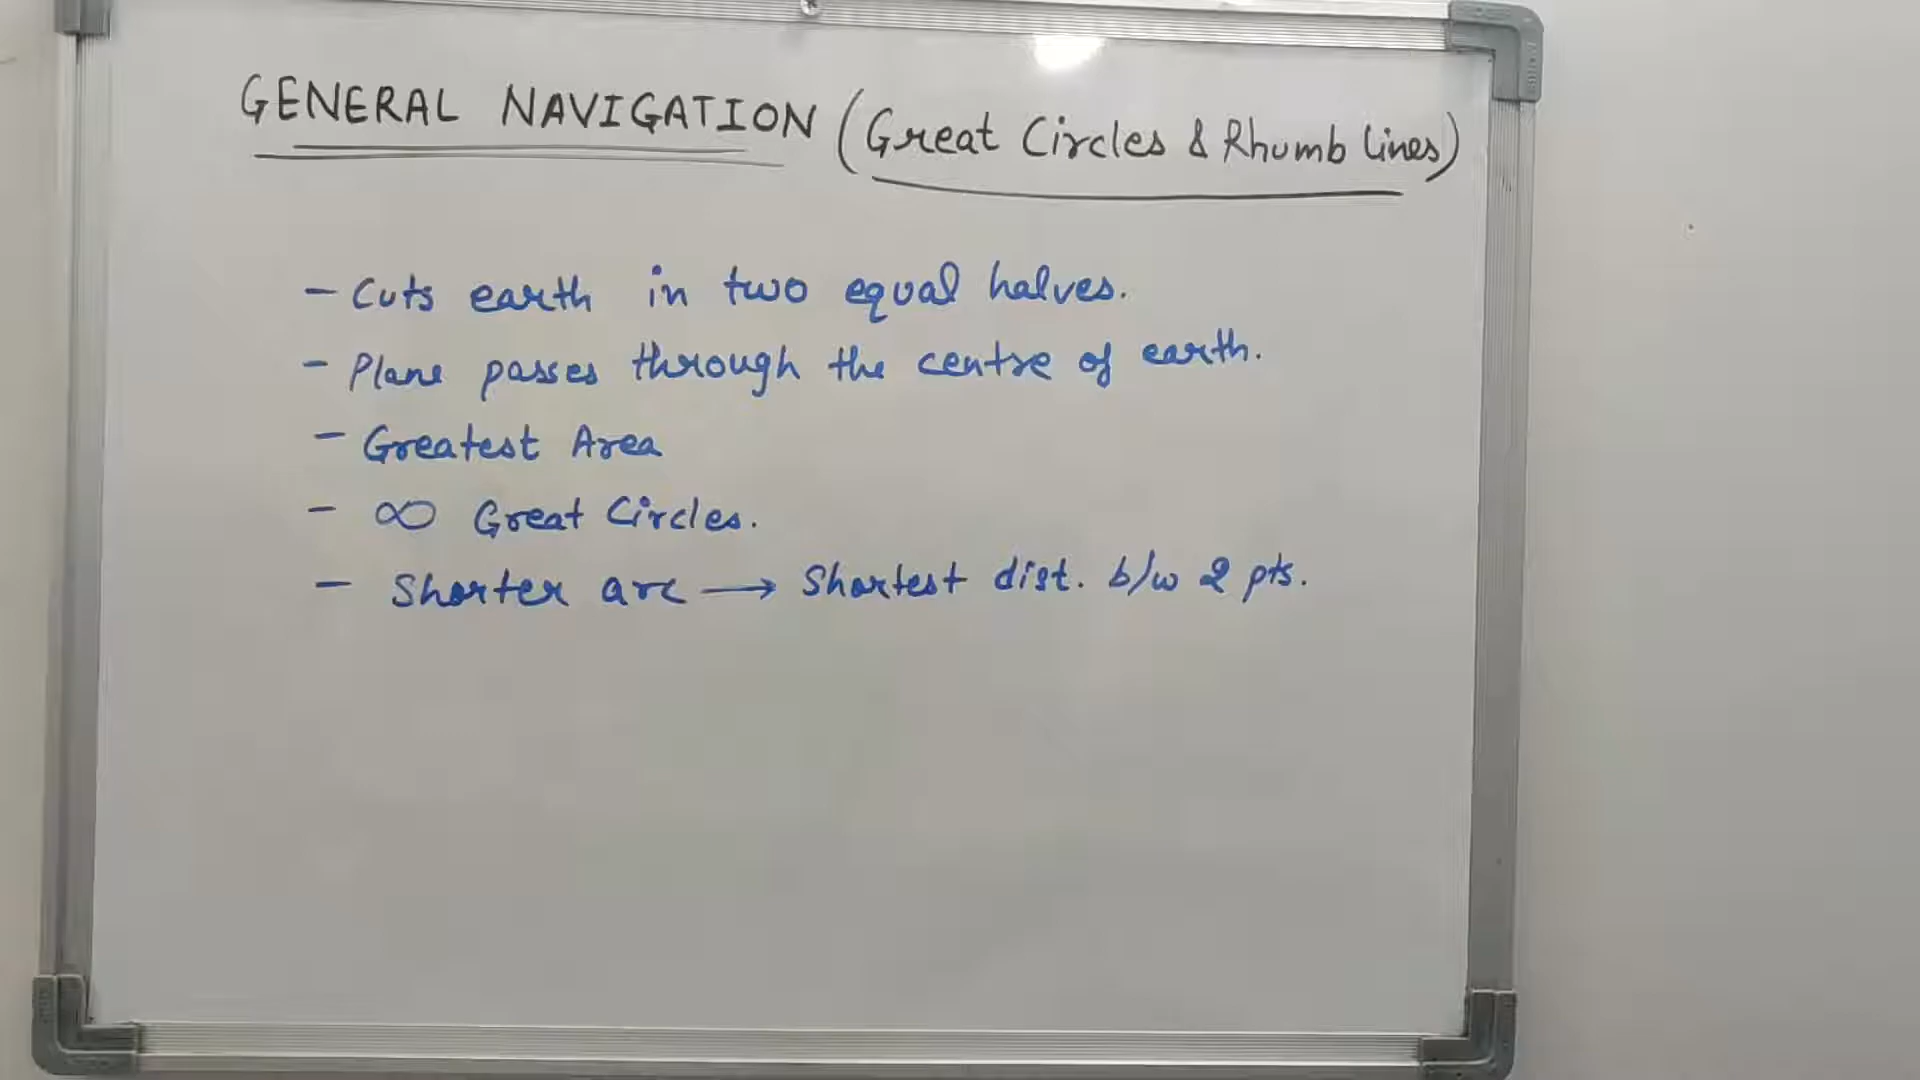 GENERAL NAVIGATION (Great Circles & Rhumb Lines)
- Cuts earth in two equal halves.
- Plane passes through the centre of earth.
- Greatest Area
- ∞ Great Circles.
- Shorter arc → Shortest dist. b/w 2 pts.